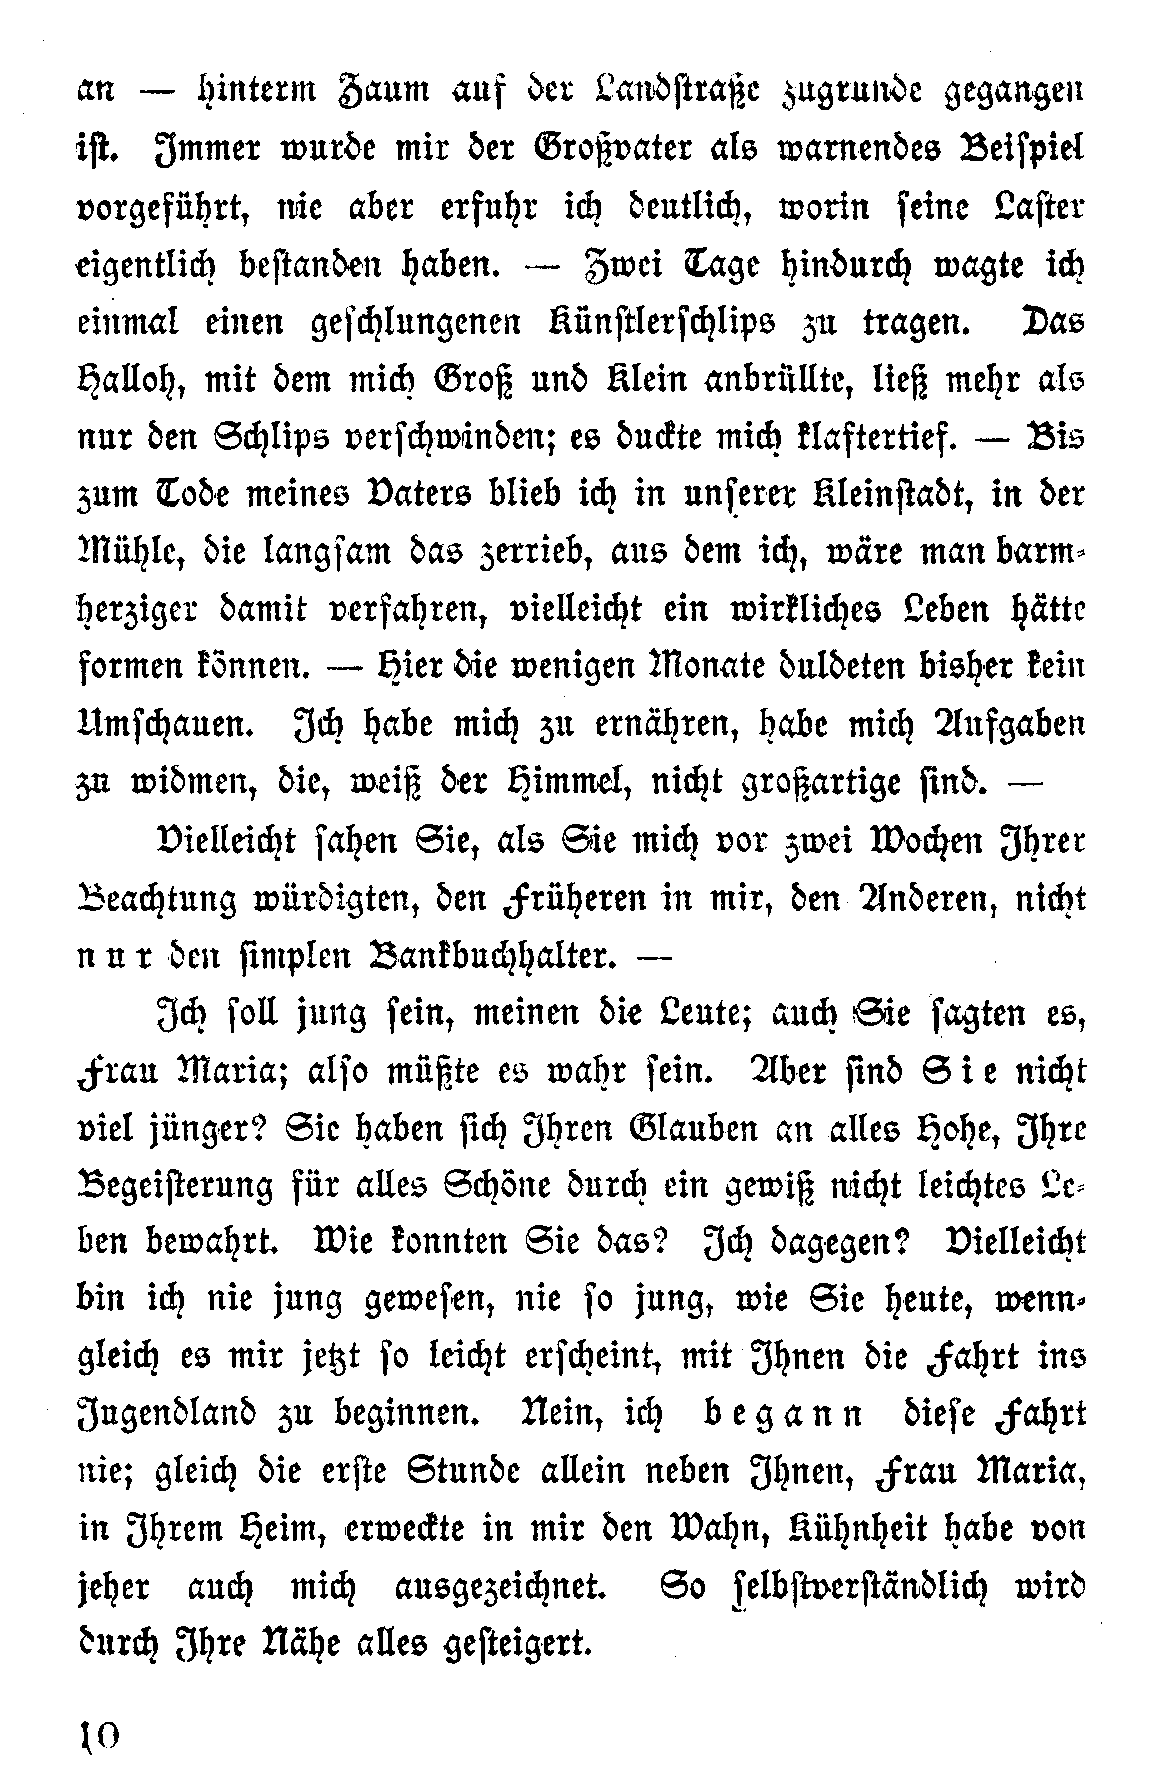 an — hinterm Zaum auf der Landstraße zugrunde gegangen
ist. Immer wurde mir der Großvater als warnendes Beispiel
vorgeführt, nie aber erfuhr ich deutlich, worin seine Laster
eigentlich bestanden haben. — Zwei Tage hindurch wagte ich
einmal einen geschlungenen Künstlerschlips zu tragen. Das
Halloh, mit dem mich Groß und Klein anbrüllte, ließ mehr als
nur den Schlips verschwinden; es duckte mich klaftertief. — Bis
zum Tode meines Vaters blieb ich in unserer Kleinstadt, in der
Mühle, die langsam das zerrieb, aus dem ich, wäre man barm-
herziger damit verfahren, vielleicht ein wirkliches Leben hätte
formen können. — Hier die wenigen Monate duldeten bisher kein
Umschauen. Ich habe mich zu ernähren, habe mich Aufgaben
zu widmen, die, weiß der Himmel, nicht großartige sind. —
Vielleicht sahen Sie, als Sie mich vor zwei Wochen Ihrer
Beachtung würdigten, den Früheren in mir, den Anderen, nicht
nur den simplen Bankbuchhalter. —
Ich soll jung sein, meinen die Leute; auch Sie sagten es,
Frau Maria; also müßte es wahr sein. Aber sind Sie nicht
viel jünger? Sie haben sich Ihren Glauben an alles Hohe, Ihre
Begeisterung für alles Schöne durch ein gewiß nicht leichtes Le-
ben bewahrt. Wie konnten Sie das? Ich dagegen? Vielleicht
bin ich nie jung gewesen, nie so jung, wie Sie heute, wenn-
gleich es mir jetzt so leicht erscheint, mit Ihnen die Fahrt ins
Jugendland zu beginnen. Nein, ich begann diese Fahrt
nie; gleich die erste Stunde allein neben Ihnen, Frau Maria,
in Ihrem Heim, erweckte in mir den Wahn, Kühnheit habe von
jeher auch mich ausgezeichnet. So selbstverständlich wird
durch Ihre Nähe alles gesteigert.
10